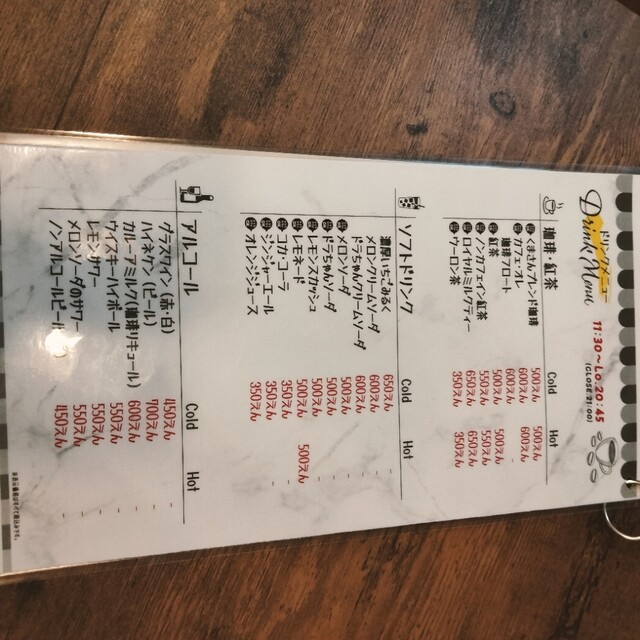 ドリンクメニュー
Drink Menu
11:30〜L.O.20:45
(CLOSE 21:00)
珈琲・紅茶 Cold Hot
くまさんブレンド珈琲 500えん 500えん
600えん 600えん
珈琲フロート 600えん -
紅茶 500えん 500えん
ノンカフェイン紅茶 550えん 550えん
ロイヤルミルクティー 650えん 650えん
ウーロン茶 350えん 350えん
ソフトドリンク Cold Hot
濃厚いちごみるく 650えん -
メロンクリームソーダ 600えん -
ドラちゃんクリームソーダ 600えん -
メロンソーダ 500えん -
ドラちゃんソーダ 500えん -
レモンスカッシュ 500えん -
レモネード 500えん 500えん
コカ・コーラ 350えん -
ジンジャーエール 350えん -
オレンジジュース 350えん -
アルコール Cold Hot
グラスワイン(赤・白) 450えん -
ハイネケン(ビール) 700えん -
カルーアミルク(珈琲リキュール) 600えん -
ウイスキーハイボール 550えん -
レモンサワー 550えん -
メロンソーダのサワー 550えん -
ノンアルコールビール 450えん -